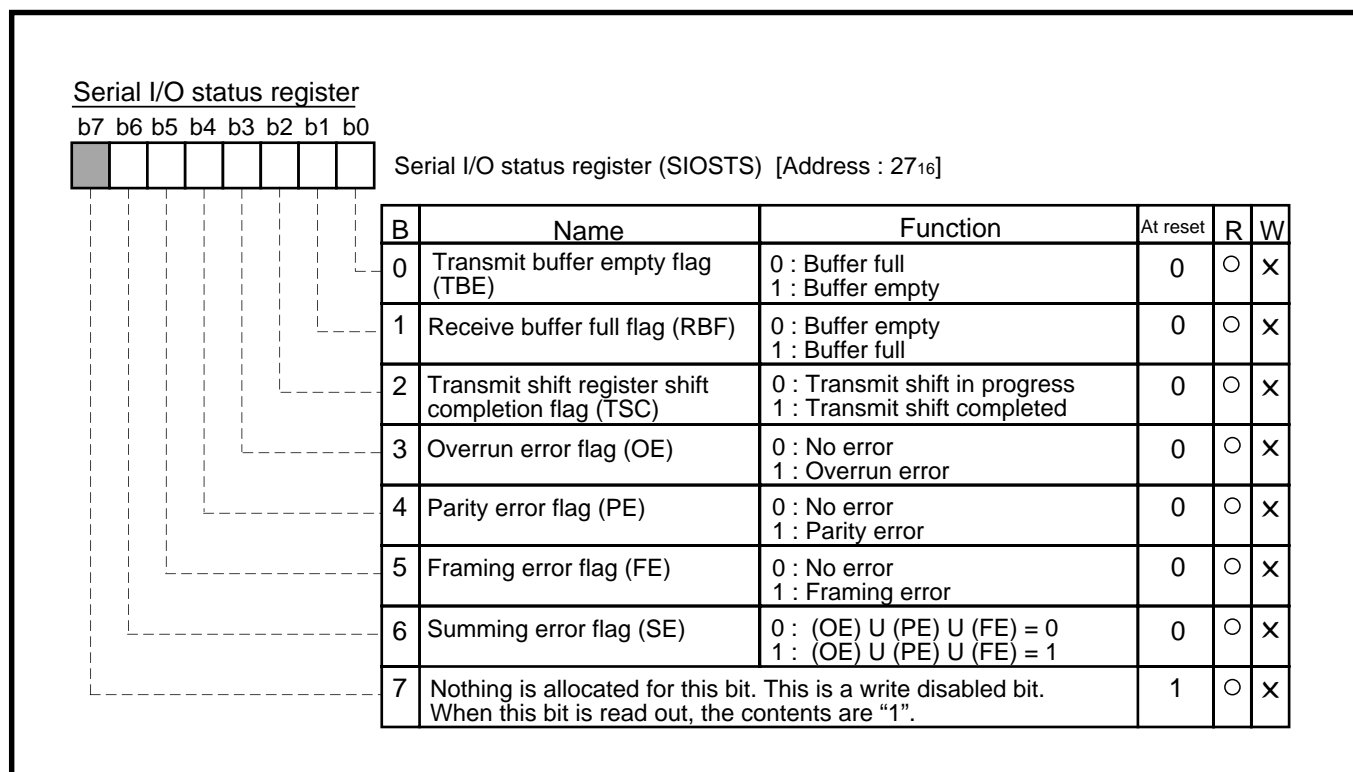 Serial I/O status register
b7 b6 b5 b4 b3 b2 b1 b0
Serial I/O status register (SIOSTS) [Address : 2716]
B Name Function At reset R W
0 Transmit buffer empty flag (TBE) 0 : Buffer full
1 : Buffer empty 0 ○ ×
1 Receive buffer full flag (RBF) 0 : Buffer empty
1 : Buffer full 0 ○ ×
2 Transmit shift register shift completion flag (TSC) 0 : Transmit shift in progress
1 : Transmit shift completed 0 ○ ×
3 Overrun error flag (OE) 0 : No error
1 : Overrun error 0 ○ ×
4 Parity error flag (PE) 0 : No error
1 : Parity error 0 ○ ×
5 Framing error flag (FE) 0 : No error
1 : Framing error 0 ○ ×
6 Summing error flag (SE) 0 : (OE) U (PE) U (FE) = 0
1 : (OE) U (PE) U (FE) = 1 0 ○ ×
7 Nothing is allocated for this bit. This is a write disabled bit.
When this bit is read out, the contents are “1”. 1 ○ ×